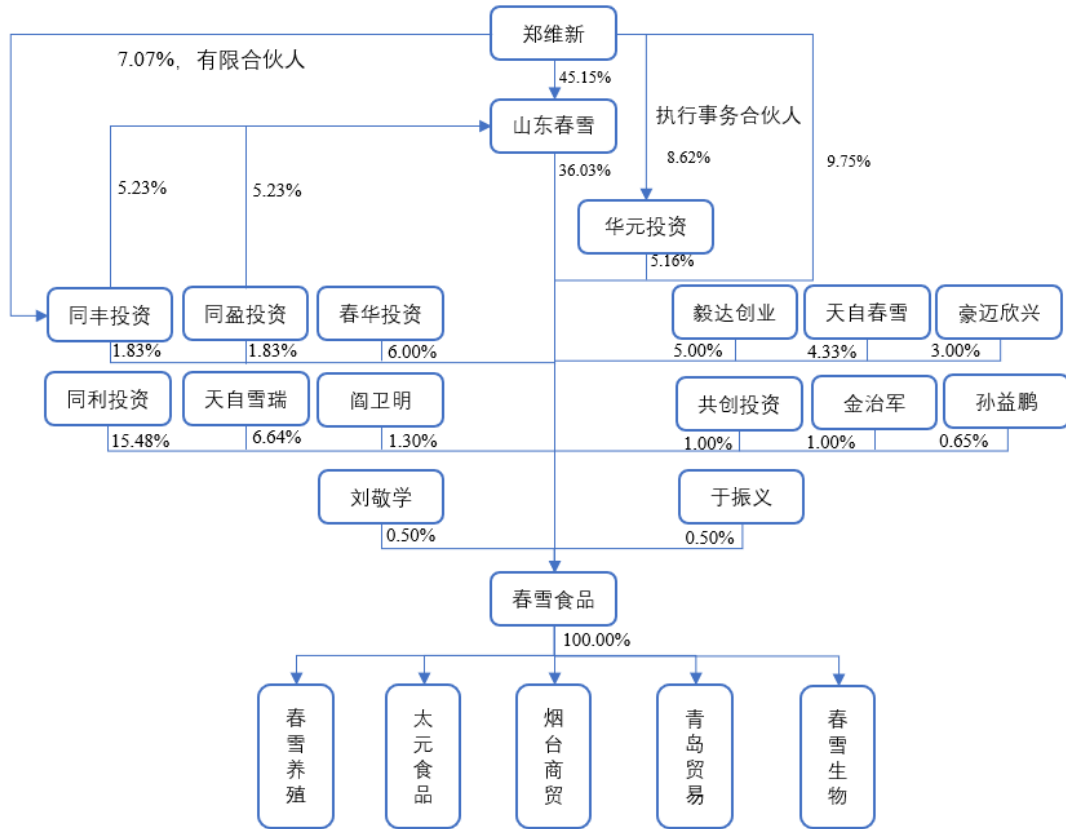 郑维新
7.07%，有限合伙人
45.15%
山东春雪
执行事务合伙人
36.03%
8.62%
9.75%
5.23%
5.23%
华元投资
5.16%
同丰投资
同盈投资
春华投资
毅达创业
天自春雪
豪迈欣兴
1.83%
1.83%
6.00%
5.00%
4.33%
3.00%
同利投资
天自雪瑞
阎卫明
共创投资
金治军
孙益鹏
15.48%
6.64%
1.30%
1.00%
1.00%
0.65%
刘敬学
于振义
0.50%
0.50%
春雪食品
100.00%
春雪养殖
太元食品
烟台商贸
青岛贸易
春雪生物